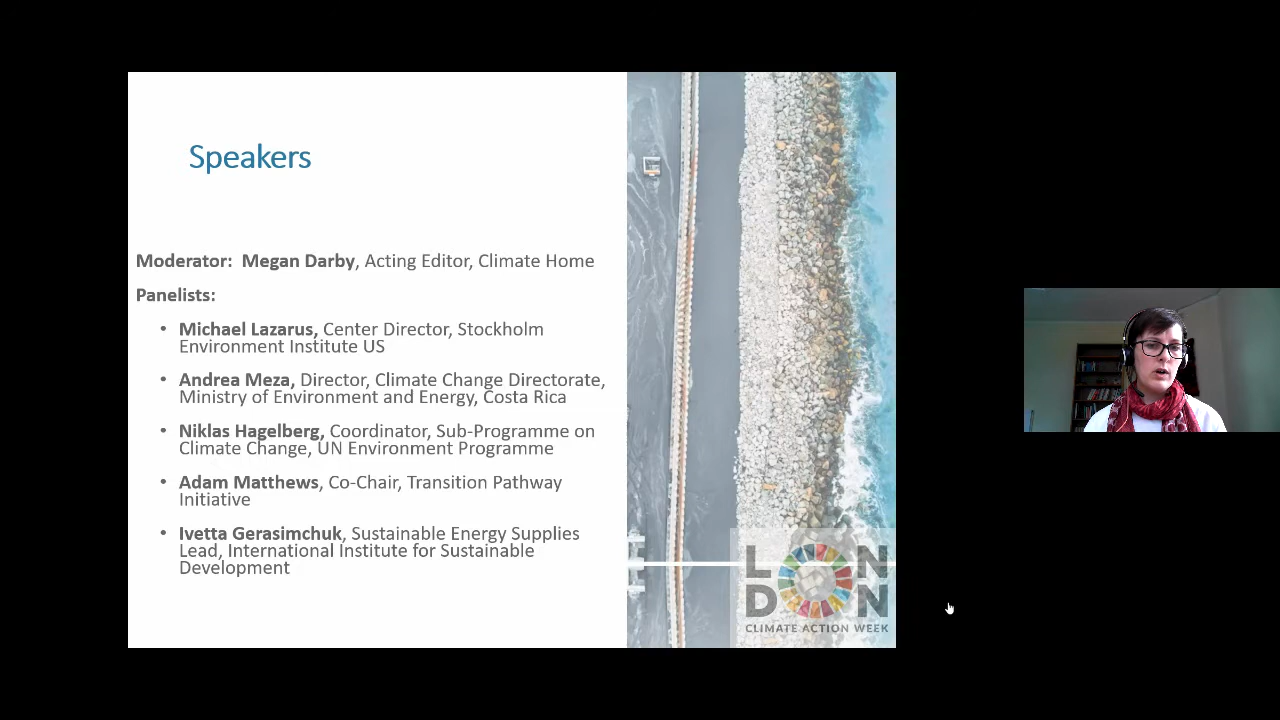 Speakers
Moderator:  Megan Darby, Acting Editor, Climate Home
Panelists:
• Michael Lazarus, Center Director, Stockholm
Environment Institute US
• Andrea Meza, Director, Climate Change Directorate,
Ministry of Environment and Energy, Costa Rica
• Niklas Hagelberg, Coordinator, Sub-Programme on
Climate Change, UN Environment Programme
• Adam Matthews, Co-Chair, Transition Pathway
Initiative
• Ivetta Gerasimchuk, Sustainable Energy Supplies
Lead, International Institute for Sustainable
Development
LONDON
CLIMATE ACTION WEEK